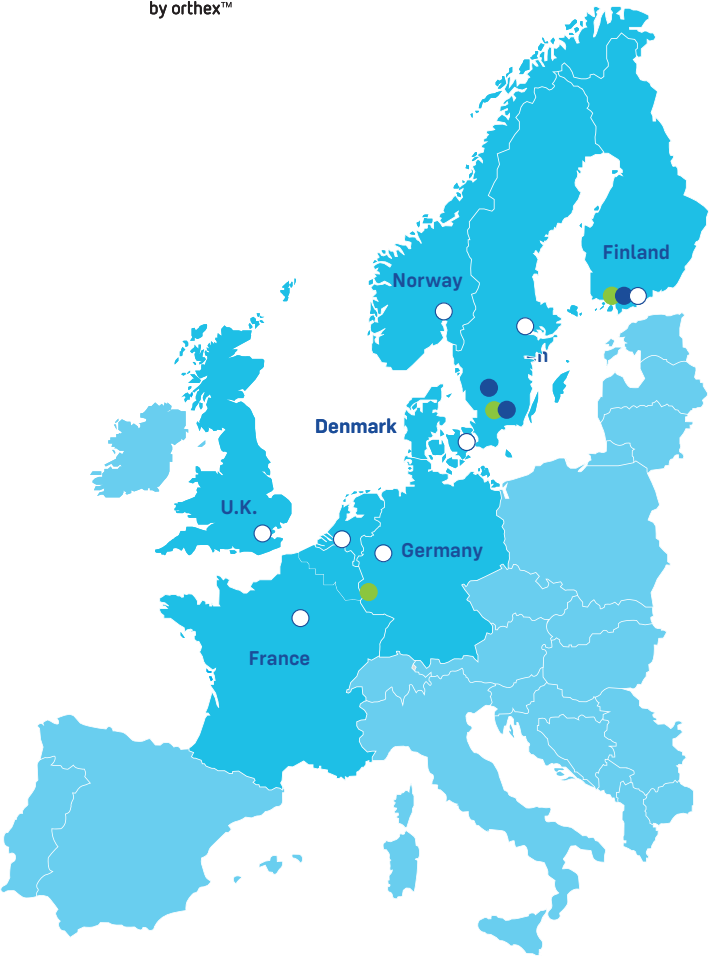 by orthex™
Finland
Norway
Denmark
U.K.
Germany
France